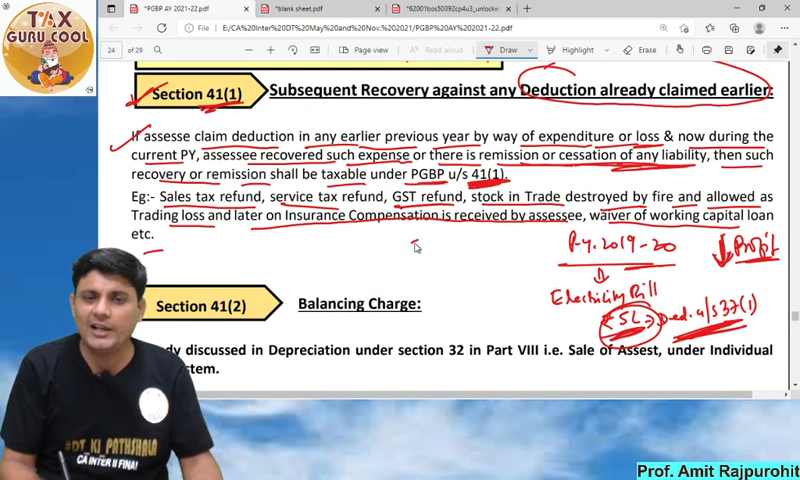 TAX
GURU COOL
*PGBP AY 2021-22.pdf
*blank sheet.pdf
*62001bos50392cp4u3_unlocked
E:/CA%20Inter%20DT%20May%20and%20Nov.%202021/PGBP%20AY%202021-22.pdf
24 of 29
Page view
Read aloud
Draw
Highlight
Erase
Section 41(1)
Subsequent Recovery against any Deduction already claimed earlier:
If assesse claim deduction in any earlier previous year by way of expenditure or loss & now during the
current PY, assessee recovered such expense or there is remission or cessation of any liability, then such
recovery or remission shall be taxable under PGBP u/s 41(1).
Eg:- Sales tax refund, service tax refund, GST refund, stock in Trade destroyed by fire and allowed as
Trading loss and later on Insurance Compensation is received by assessee, waiver of working capital loan
etc.
P.y. 2019-20
Profit
Electricity Bill
₹5L
Ded. u/s 37(1)
Section 41(2)
Balancing Charge:
dy discussed in Depreciation under section 32 in Part VIII i.e. Sale of Assest, under Individual
stem.
#DT KI PATHSHALA
CA INTER II FINAL
Prof. Amit Rajpurohit